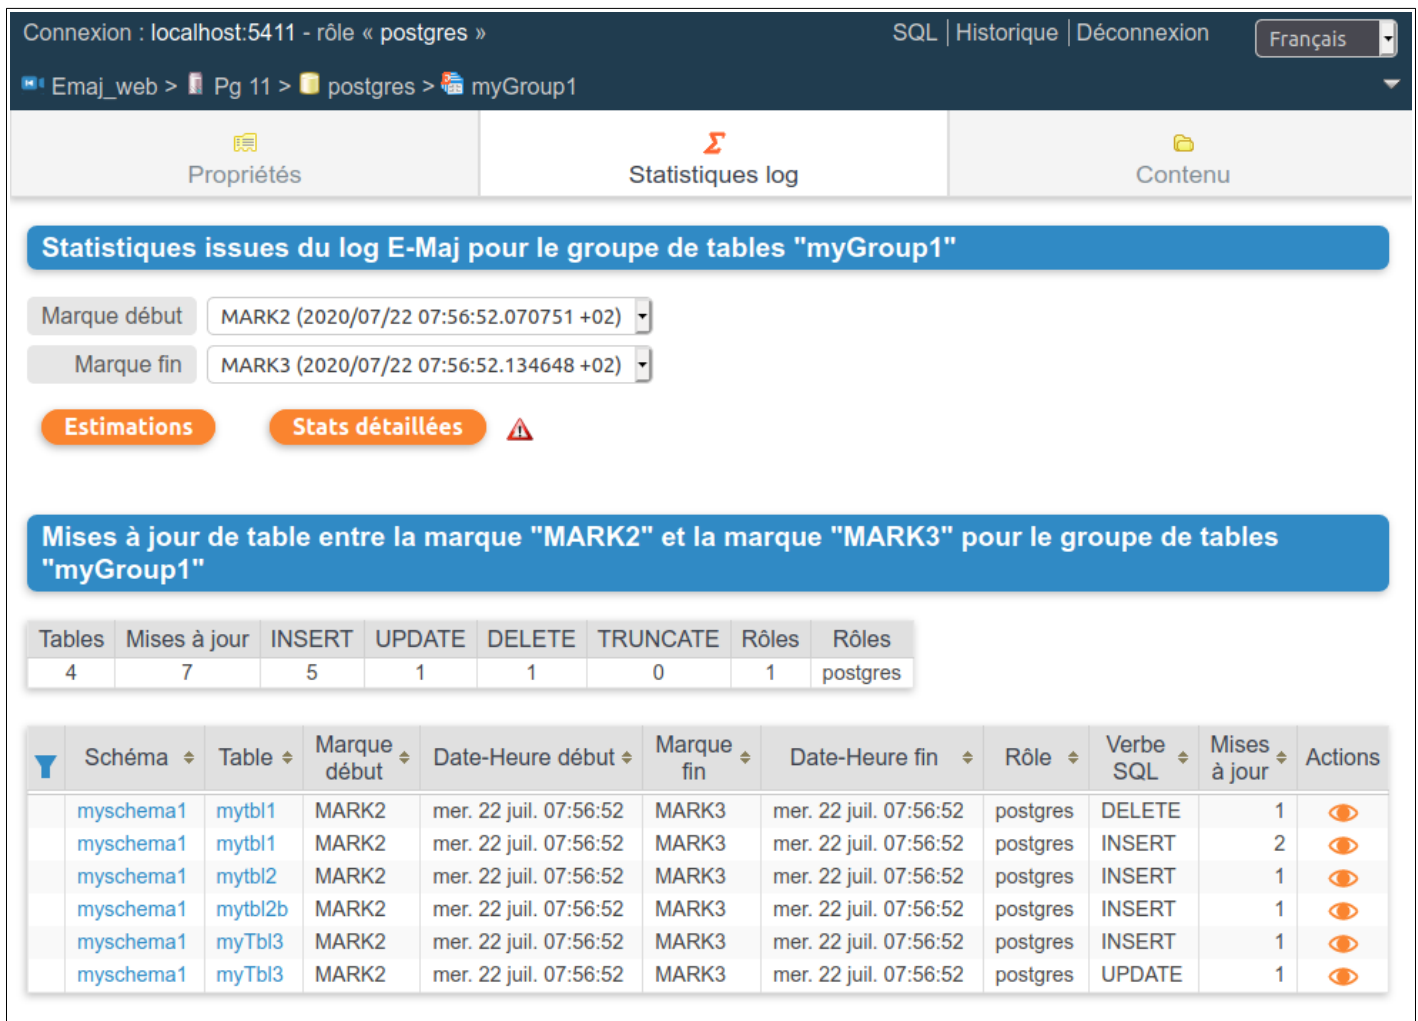 Connexion : localhost:5411 - rôle « postgres »
SQL | Historique | Déconnexion
Français
Emaj_web > Pg 11 > postgres > myGroup1
Propriétés
Statistiques log
Contenu
Statistiques issues du log E-Maj pour le groupe de tables "myGroup1"
Marque début MARK2 (2020/07/22 07:56:52.070751 +02)
Marque fin MARK3 (2020/07/22 07:56:52.134648 +02)
Estimations Stats détaillées
Mises à jour de table entre la marque "MARK2" et la marque "MARK3" pour le groupe de tables
"myGroup1"
Tables Mises à jour INSERT UPDATE DELETE TRUNCATE Rôles Rôles
4 7 5 1 1 0 1 postgres
Schéma Table Marque début Date-Heure début Marque fin Date-Heure fin Rôle Verbe SQL Mises à jour Actions
myschema1 mytbl1 MARK2 mer. 22 juil. 07:56:52 MARK3 mer. 22 juil. 07:56:52 postgres DELETE 1
myschema1 mytbl1 MARK2 mer. 22 juil. 07:56:52 MARK3 mer. 22 juil. 07:56:52 postgres INSERT 2
myschema1 mytbl2 MARK2 mer. 22 juil. 07:56:52 MARK3 mer. 22 juil. 07:56:52 postgres INSERT 1
myschema1 mytbl2b MARK2 mer. 22 juil. 07:56:52 MARK3 mer. 22 juil. 07:56:52 postgres INSERT 1
myschema1 myTbl3 MARK2 mer. 22 juil. 07:56:52 MARK3 mer. 22 juil. 07:56:52 postgres INSERT 1
myschema1 myTbl3 MARK2 mer. 22 juil. 07:56:52 MARK3 mer. 22 juil. 07:56:52 postgres UPDATE 1